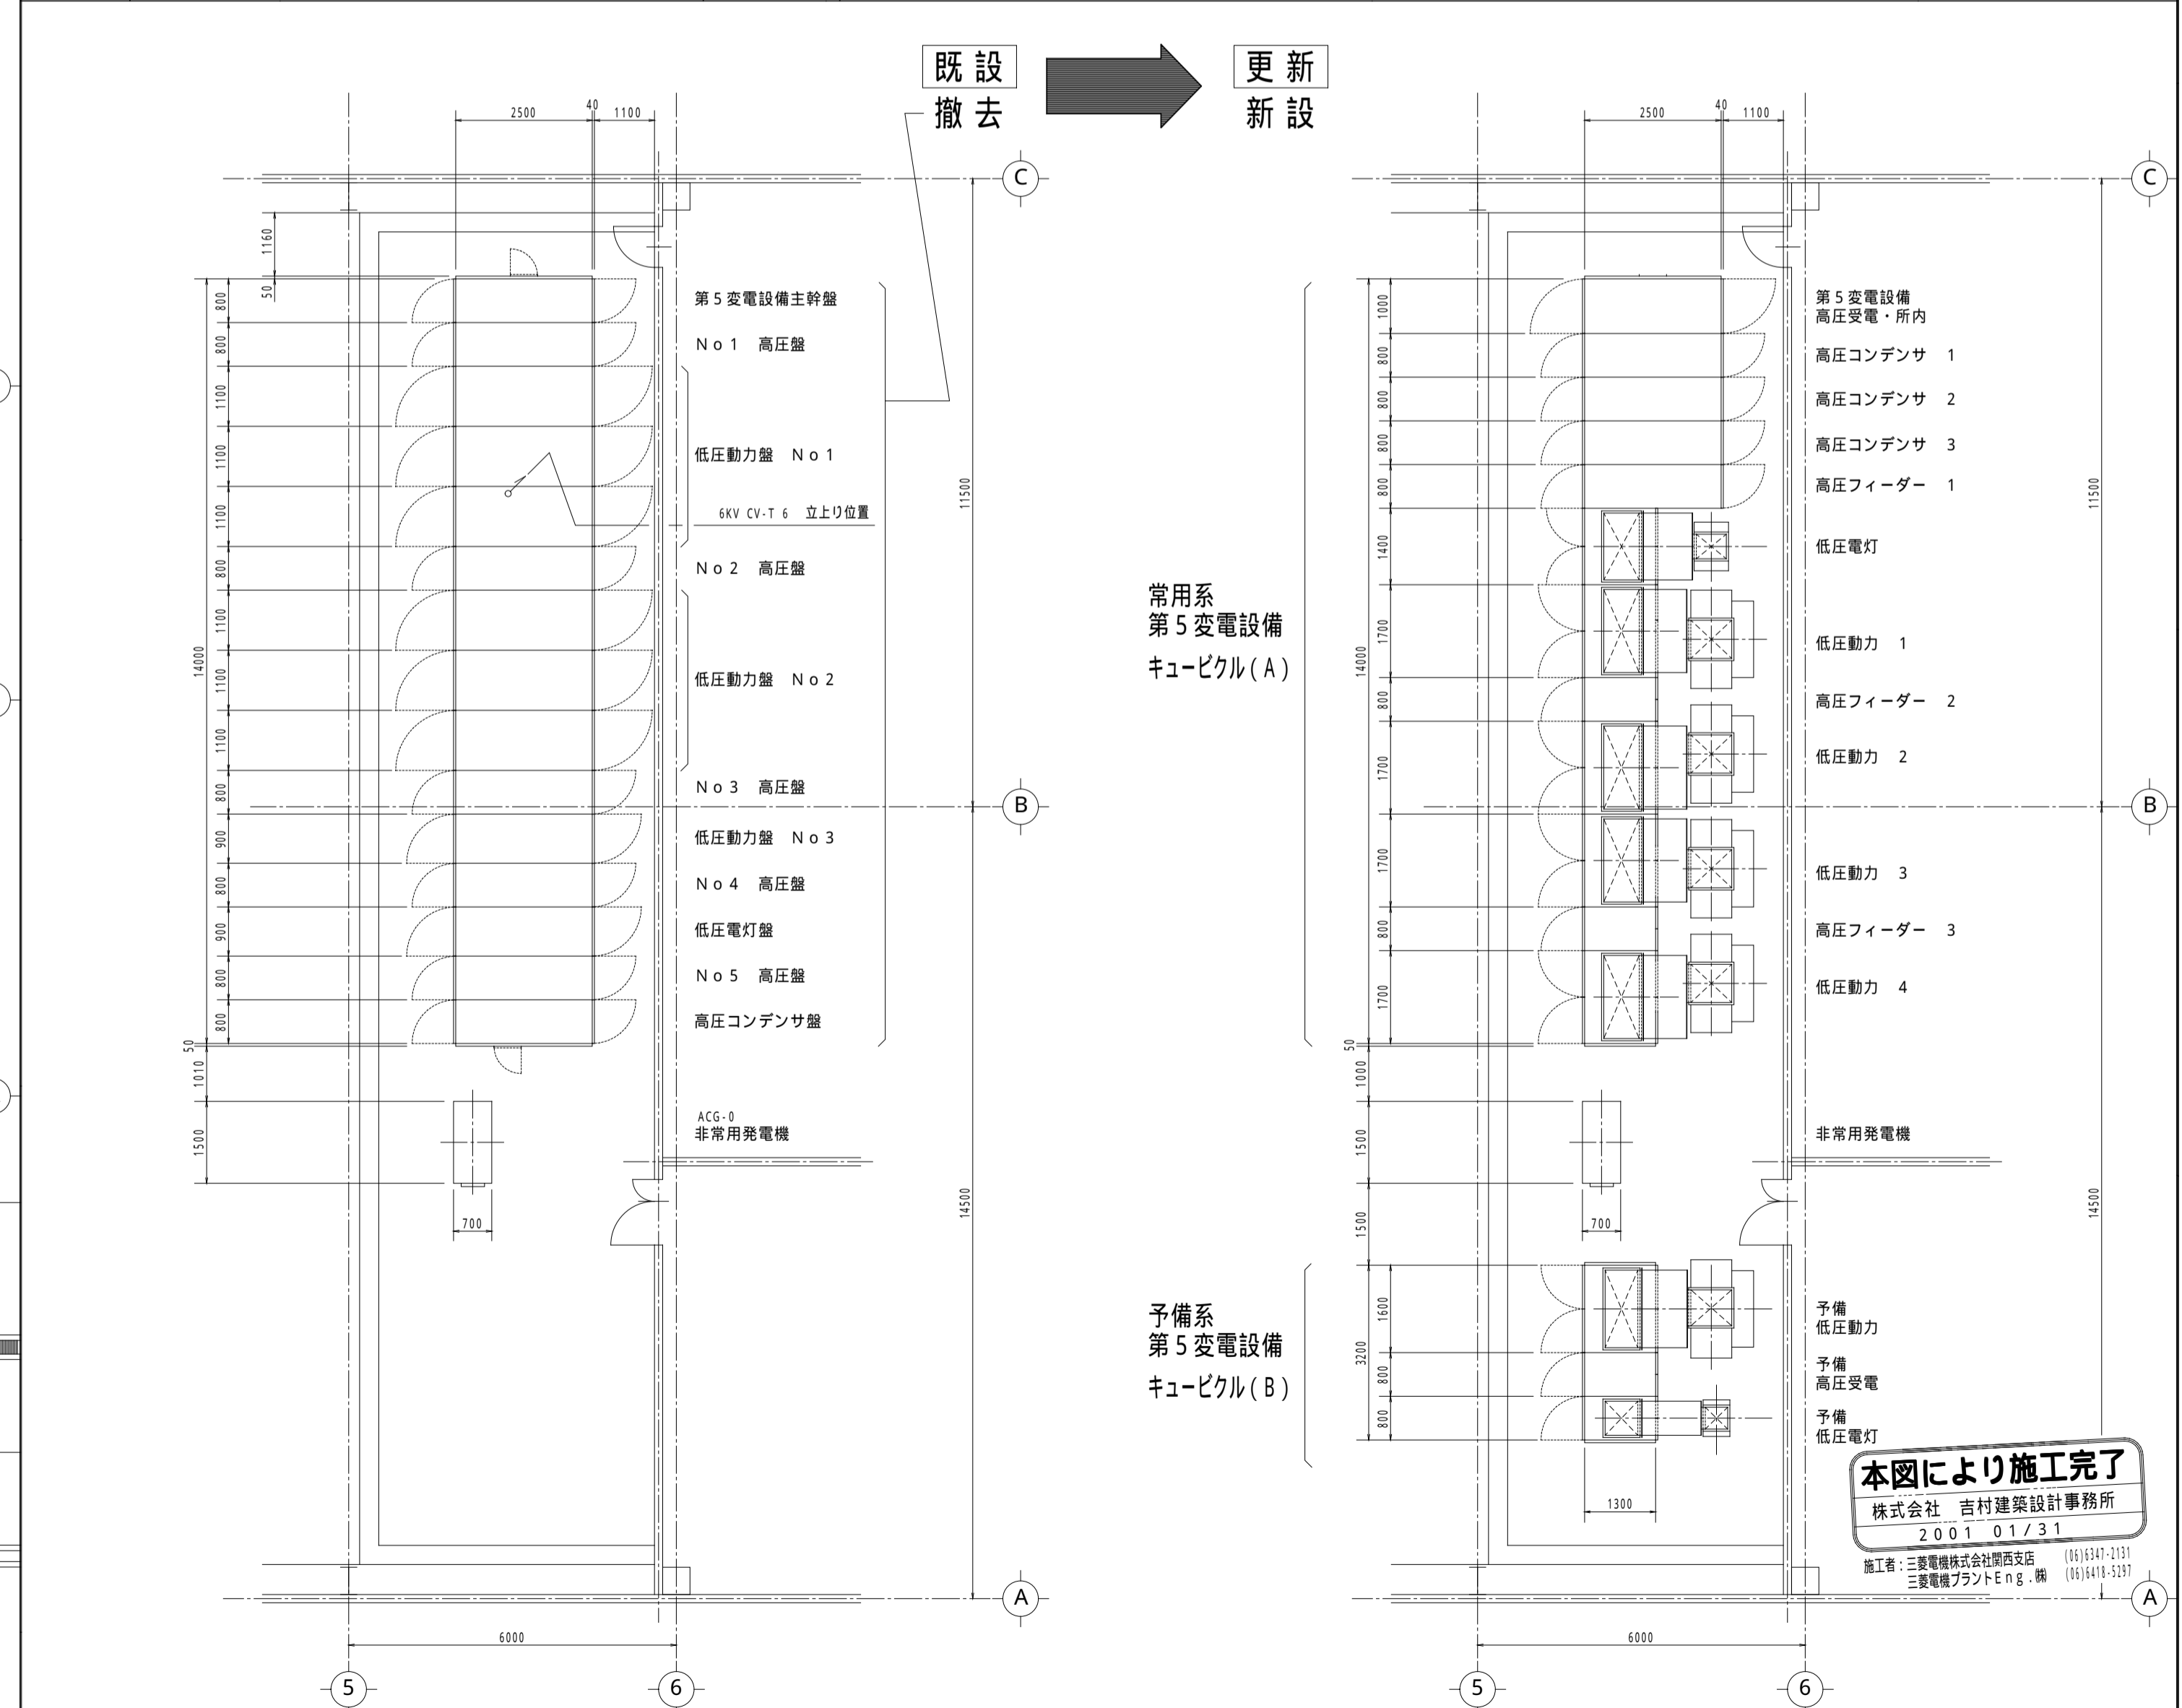 既設
撤去
更新
新設
2500
40
1100
C
1160
50
14000
800
800
1100
1100
1100
800
1100
1100
1100
800
900
800
900
800
800
50
1010
1500
700
第5変電設備主幹盤
No1 高圧盤
低圧動力盤 No1
6KV CV-T 6 立上り位置
No2 高圧盤
低圧動力盤 No2
No3 高圧盤
低圧動力盤 No3
No4 高圧盤
低圧電灯盤
No5 高圧盤
高圧コンデンサ盤
ACG-0
非常用発電機
11500
B
14500
A
6000
5
6
2500
40
1100
C
常用系
第5変電設備
キュービクル(A)
14000
1000
800
800
800
800
1400
1700
800
1700
1700
800
1700
50
1000
1500
700
1500
第5変電設備
高圧受電・所内
高圧コンデンサ 1
高圧コンデンサ 2
高圧コンデンサ 3
高圧フィーダー 1
低圧電灯
低圧動力 1
高圧フィーダー 2
低圧動力 2
低圧動力 3
高圧フィーダー 3
低圧動力 4
非常用発電機
11500
B
14500
予備系
第5変電設備
キュービクル(B)
3200
1600
800
800
1300
予備
低圧動力
予備
高圧受電
予備
低圧電灯
本図により施工完了
株式会社 吉村建築設計事務所
2001 01/31
施工者:三菱電機株式会社関西支店 (06)6347-2131
三菱電機プラントEng.㈱ (06)6418-5297
A
6000
5
6